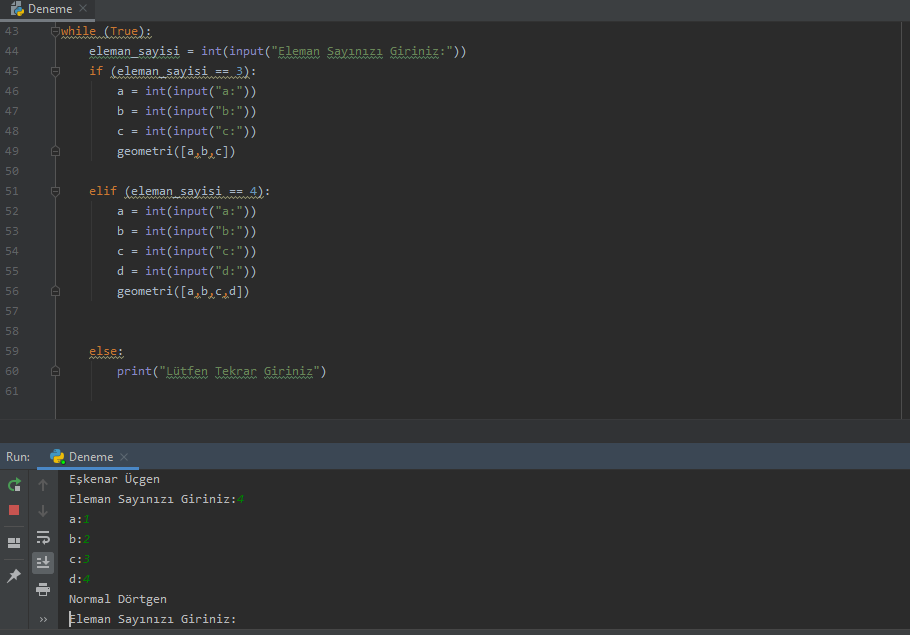 Deneme
43 while (True):
44 eleman_sayisi = int(input("Eleman Sayınızı Giriniz:"))
45 if (eleman_sayisi == 3):
46 a = int(input("a:"))
47 b = int(input("b:"))
48 c = int(input("c:"))
49 geometri([a,b,c])
50
51 elif (eleman_sayisi == 4):
52 a = int(input("a:"))
53 b = int(input("b:"))
54 c = int(input("c:"))
55 d = int(input("d:"))
56 geometri([a,b,c,d])
57
58
59 else:
60 print("Lütfen Tekrar Giriniz")
61
Run: Deneme
Eşkenar Üçgen
Eleman Sayınızı Giriniz:4
a:1
b:2
c:3
d:4
Normal Dörtgen
Eleman Sayınızı Giriniz: